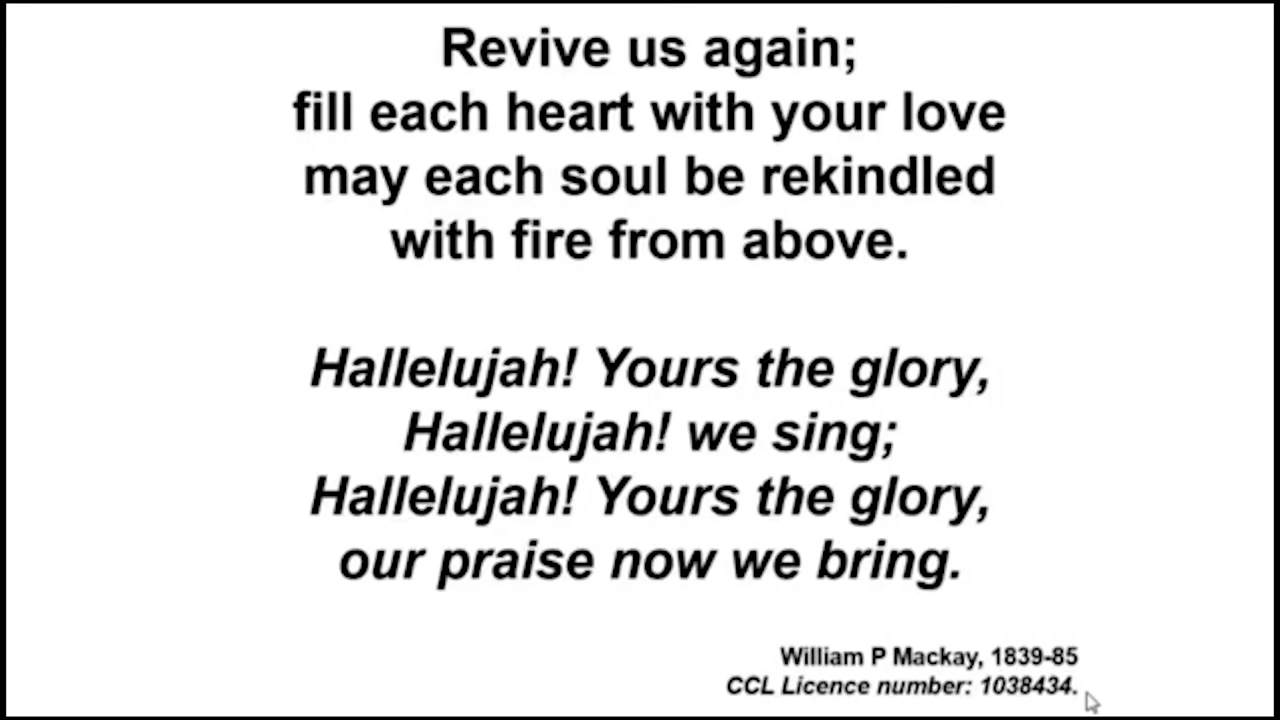 Revive us again;
fill each heart with your love
may each soul be rekindled
with fire from above.
Hallelujah! Yours the glory,
Hallelujah! we sing;
Hallelujah! Yours the glory,
our praise now we bring.
William P Mackay, 1839-85
CCL Licence number: 1038434.